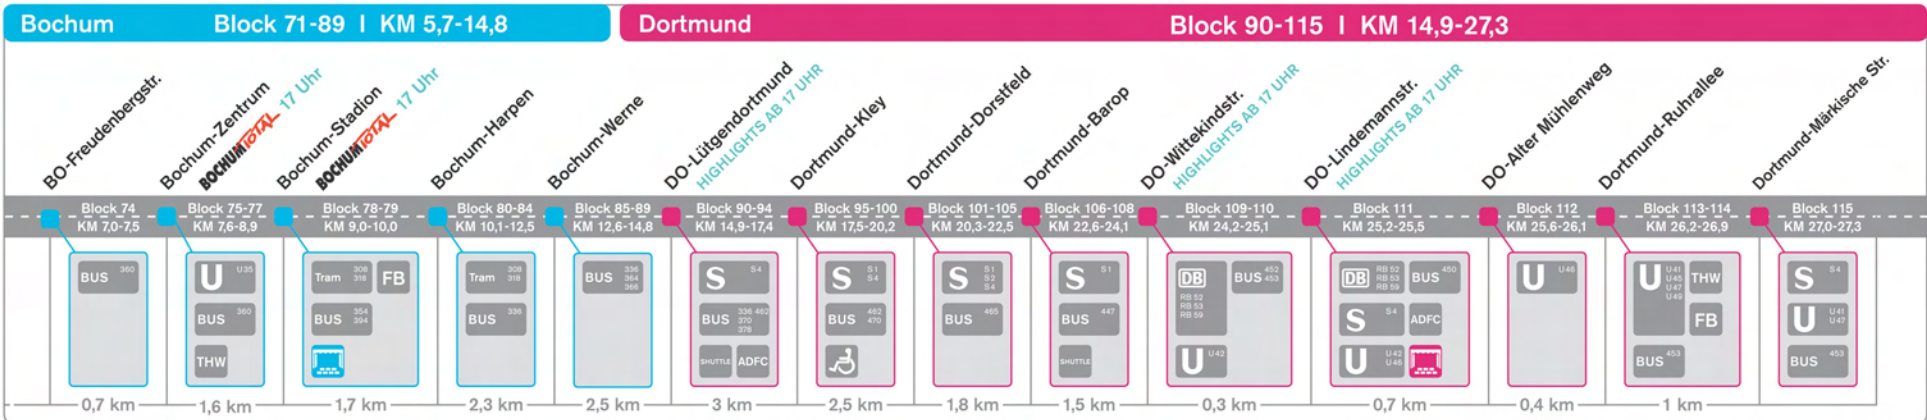 Bochum
Block 71-89 | KM 5,7-14,8
Dortmund
Block 90-115 | KM 14,9-27,3
BO-Freudenbergstr.
Bochum-Zentrum
BOCHUM TOTAL 17 Uhr
Bochum-Stadion
BOCHUM TOTAL 17 Uhr
Bochum-Harpen
Bochum-Werne
DO-Lütgendortmund
HIGHLIGHTS AB 17 UHR
Dortmund-Kley
Dortmund-Dorstfeld
Dortmund-Barop
DO-Wittekindstr.
HIGHLIGHTS AB 17 UHR
DO-Lindemannstr.
HIGHLIGHTS AB 17 UHR
DO-Alter Mühlenweg
Dortmund-Ruhrallee
Dortmund-Märkische Str.
Block 74
KM 7,0-7,5
Block 75-77
KM 7,6-8,9
Block 78-79
KM 9,0-10,0
Block 80-84
KM 10,1-12,5
Block 85-89
KM 12,6-14,8
Block 90-94
KM 14,9-17,4
Block 95-100
KM 17,5-20,2
Block 101-105
KM 20,3-22,5
Block 106-108
KM 22,6-24,1
Block 109-110
KM 24,2-25,1
Block 111
KM 25,2-25,5
Block 112
KM 25,6-26,1
Block 113-114
KM 26,2-26,9
Block 115
KM 27,0-27,3
BUS 360
U U35
BUS 360
THW
Tram 308 318
FB
BUS 354 394
Tram 308 318
BUS 336
BUS 336 364 366
S S4
BUS 336 462 370 378
SHUTTLE
ADFC
S S1 S4
BUS 462 470
S S1 S2 S4
BUS 465
S S1
BUS 447
SHUTTLE
DB
RB 52
RB 53
RB 59
BUS 452 453
U U42
DB RB 52 RB 53 RB 59
BUS 450
S S4
ADFC
U U42 U46
U U46
U U41 U45 U47 U49
THW
FB
BUS 453
S S4
U U41 U47
BUS 453
0,7 km
1,6 km
1,7 km
2,3 km
2,5 km
3 km
2,5 km
1,8 km
1,5 km
0,3 km
0,7 km
0,4 km
1 km